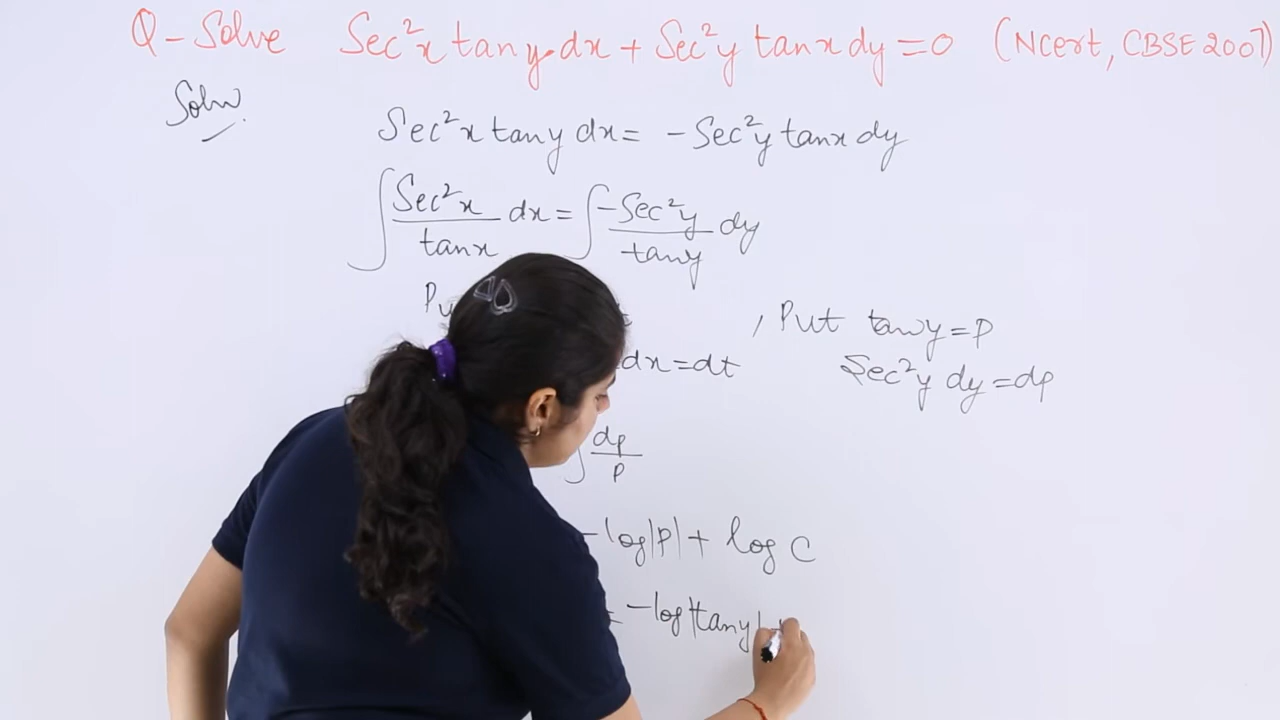 Q - Solve Sec²x tany dx + Sec²y tanx dy = 0 (Ncert, CBSE 2007)
Soln.
Sec²x tany dx = -Sec²y tanx dy
∫ Sec²x/tanx dx = ∫ -Sec²y/tany dy
, Put tany = P
dx = dt Sec²y dy = dp
∫ dp/P
- log|P| + log C
= -log|tany| +